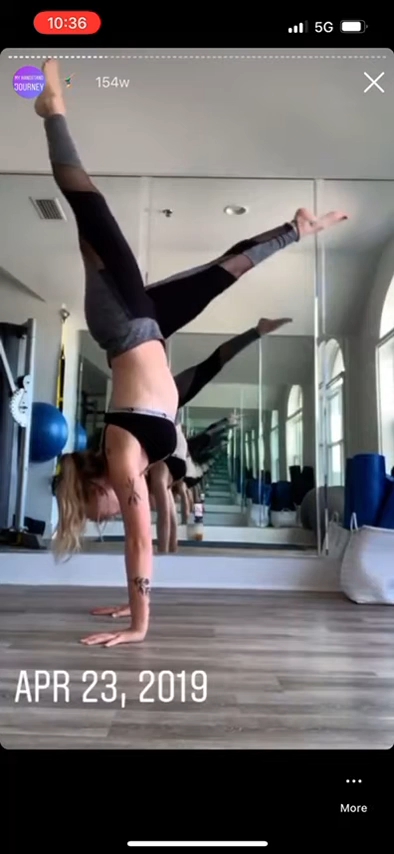 10:36
5G
MY HANDSTAND
JOURNEY
154w
APR 23, 2019
More